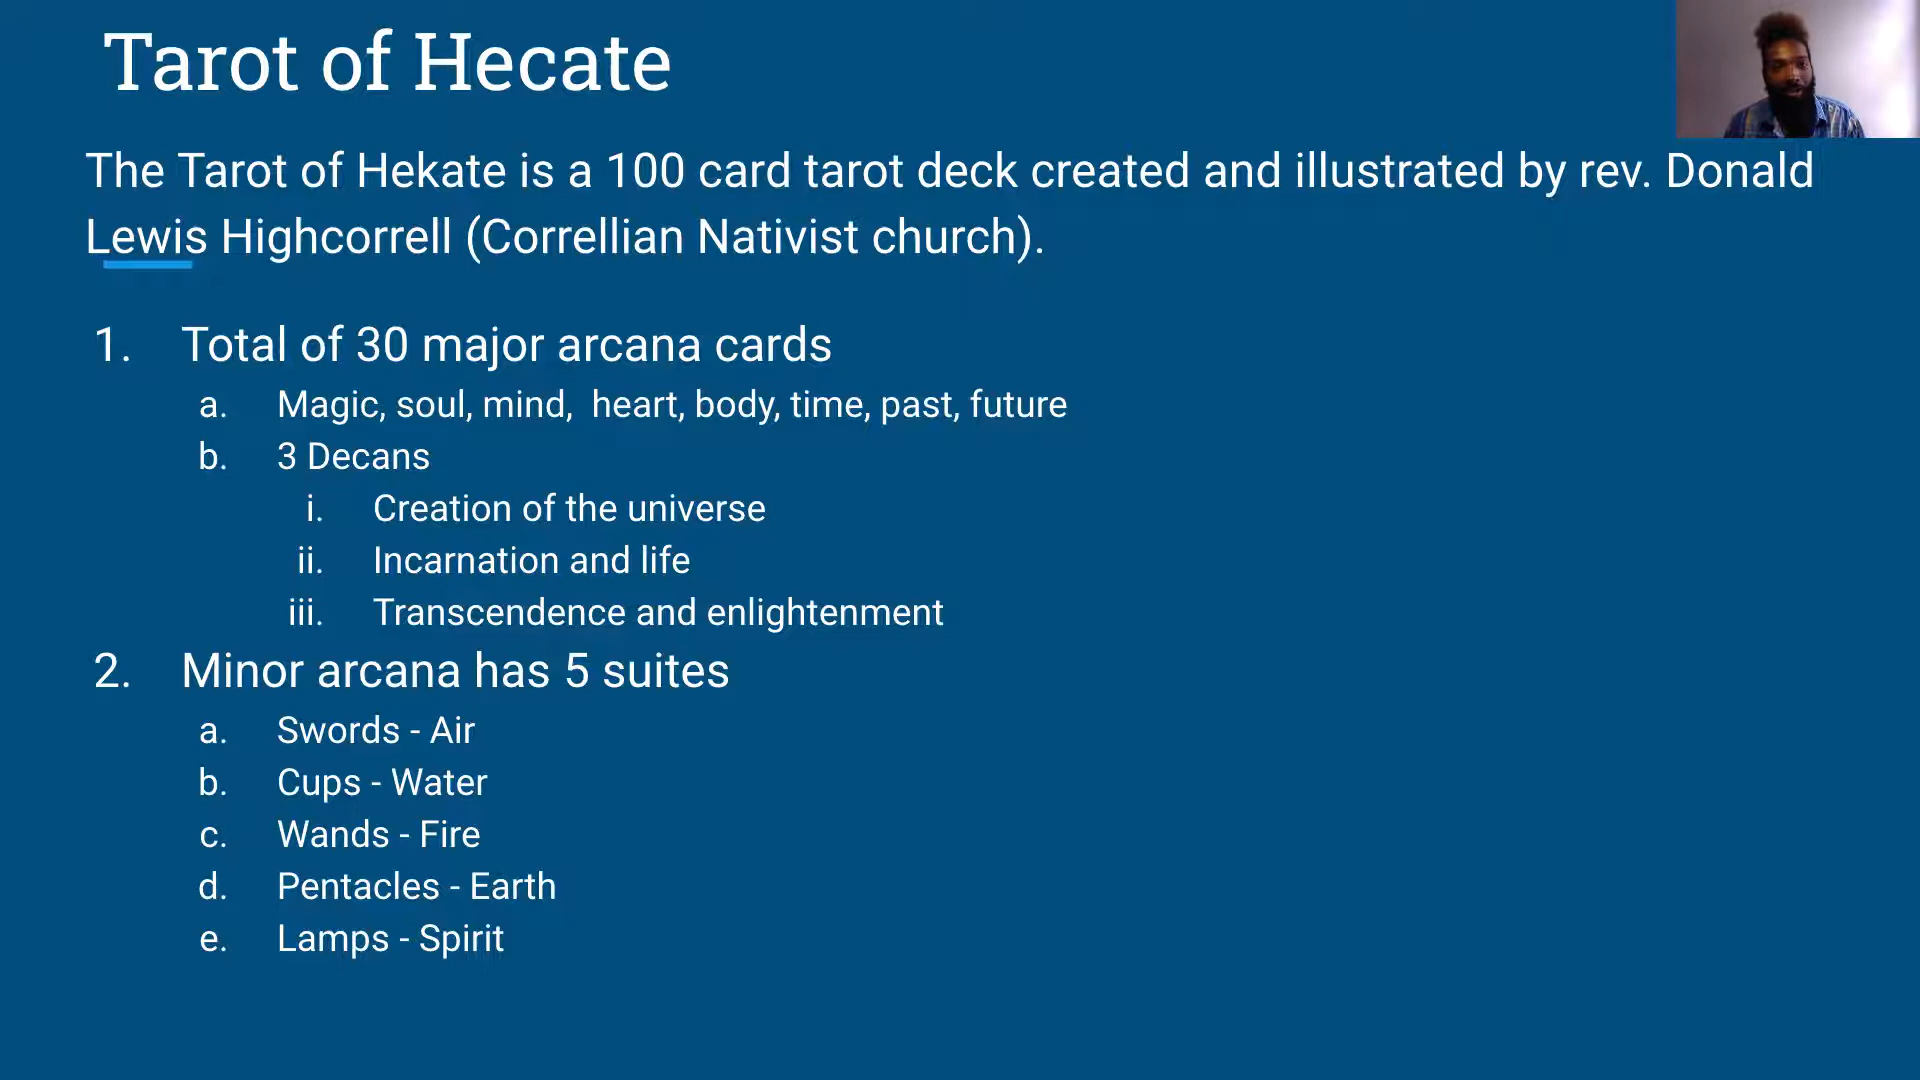 Tarot of Hecate
The Tarot of Hekate is a 100 card tarot deck created and illustrated by rev. Donald
Lewis Highcorrell (Correllian Nativist church).
1. Total of 30 major arcana cards
a. Magic, soul, mind, heart, body, time, past, future
b. 3 Decans
i. Creation of the universe
ii. Incarnation and life
iii. Transcendence and enlightenment
2. Minor arcana has 5 suites
a. Swords - Air
b. Cups - Water
c. Wands - Fire
d. Pentacles - Earth
e. Lamps - Spirit